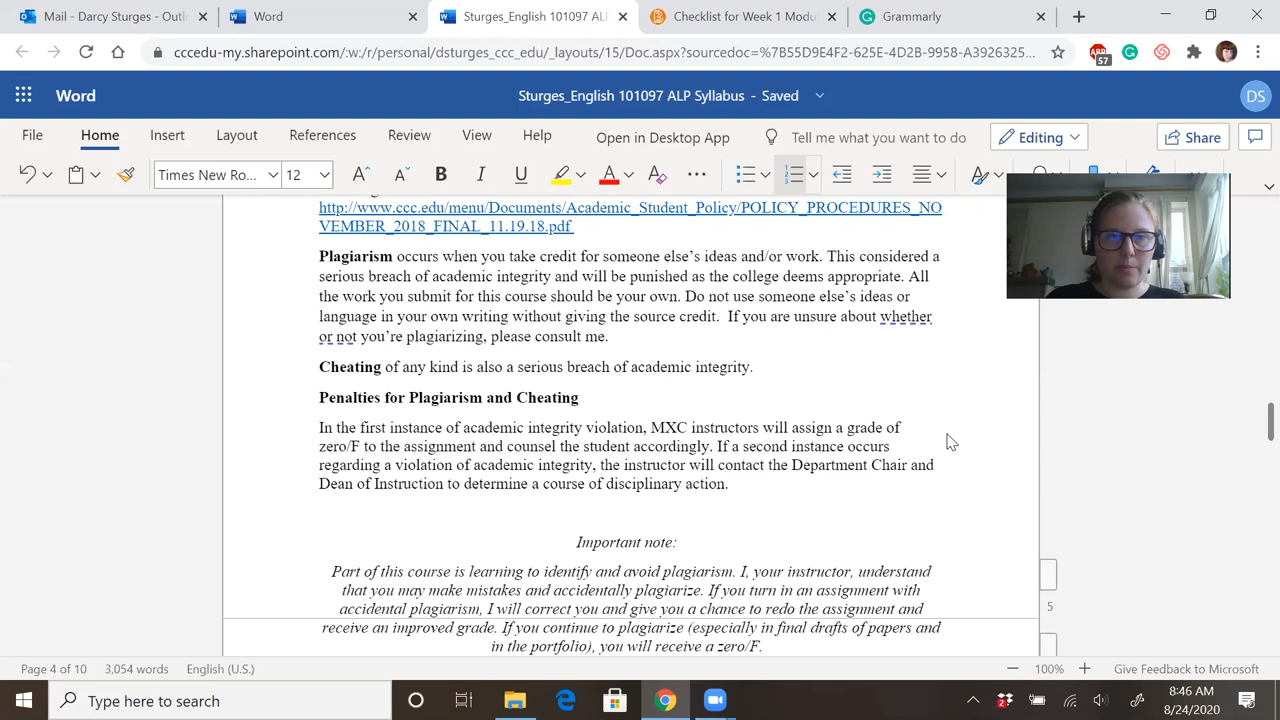 Mail - Darcy Sturges - Outl
Word
Sturges_English 101097 ALP
Checklist for Week 1 Modu
Grammarly
cccedu-my.sharepoint.com/:w:/r/personal/dsturges_ccc_edu/_layouts/15/Doc.aspx?sourcedoc=%7B55D9E4F2-625E-4D2B-9958-A3926325...
57
Word
Sturges_English 101097 ALP Syllabus - Saved
DS
File
Home
Insert
Layout
References
Review
View
Help
Open in Desktop App
Tell me what you want to do
Editing
Share
Times New Ro...
12
http://www.ccc.edu/menu/Documents/Academic_Student_Policy/POLICY_PROCEDURES_NO
VEMBER_2018_FINAL_11.19.18.pdf
Plagiarism occurs when you take credit for someone else’s ideas and/or work. This considered a
serious breach of academic integrity and will be punished as the college deems appropriate. All
the work you submit for this course should be your own. Do not use someone else’s ideas or
language in your own writing without giving the source credit.  If you are unsure about whether
or not you’re plagiarizing, please consult me.
Cheating of any kind is also a serious breach of academic integrity.
Penalties for Plagiarism and Cheating
In the first instance of academic integrity violation, MXC instructors will assign a grade of
zero/F to the assignment and counsel the student accordingly. If a second instance occurs
regarding a violation of academic integrity, the instructor will contact the Department Chair and
Dean of Instruction to determine a course of disciplinary action.
Important note:
Part of this course is learning to identify and avoid plagiarism. I, your instructor, understand
that you may make mistakes and accidentally plagiarize. If you turn in an assignment with
accidental plagiarism, I will correct you and give you a chance to redo the assignment and
receive an improved grade. If you continue to plagiarize (especially in final drafts of papers and
in the portfolio), you will receive a zero/F.
5
Page 4 of 10
3,054 words
English (U.S.)
100%
Give Feedback to Microsoft
Type here to search
8:46 AM
8/24/2020